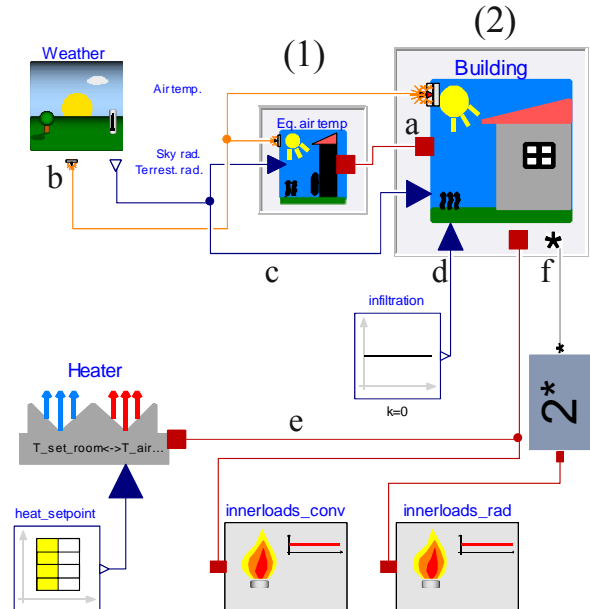 (2)
(1)
Weather
Building
Air temp.
Eq. air temp
a
b
Sky rad.
Terrest. rad.
c
d
f
infiltration
k=0
Heater
2*
e
T_set_room<->T_air...
heat_setpoint
innerloads_conv
innerloads_rad